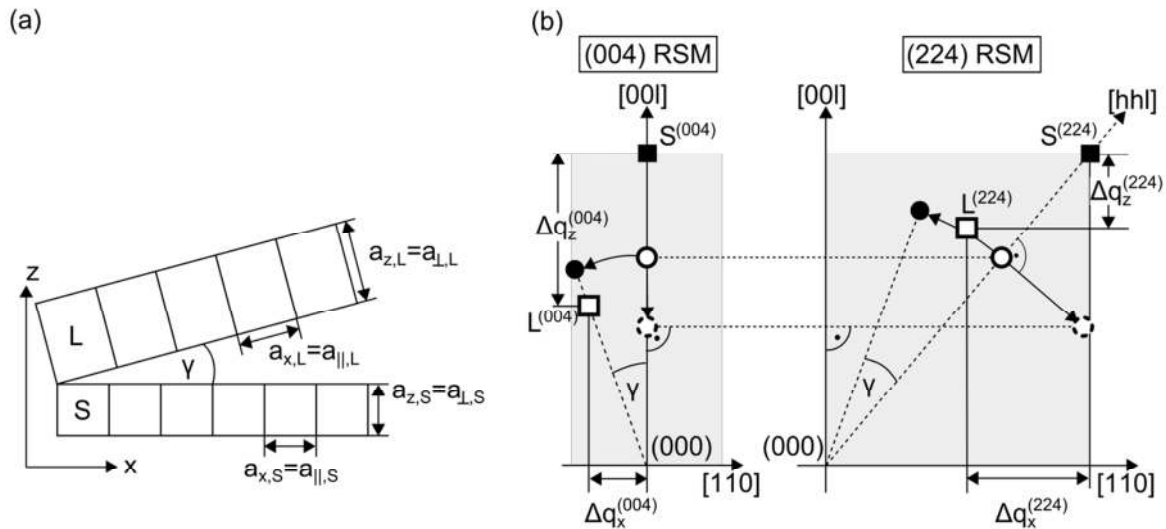 (a)
z
L
a_z,L=a_⊥,L
a_x,L=a_||,L
γ
S
a_z,S=a_⊥,S
x
a_x,S=a_||,S
(b)
(004) RSM
[00l]
S^(004)
Δq_z^(004)
L^(004)
γ
(000)
[110]
Δq_x^(004)
(224) RSM
[00l]
[hhl]
S^(224)
L^(224)
Δq_z^(224)
γ
(000)
[110]
Δq_x^(224)